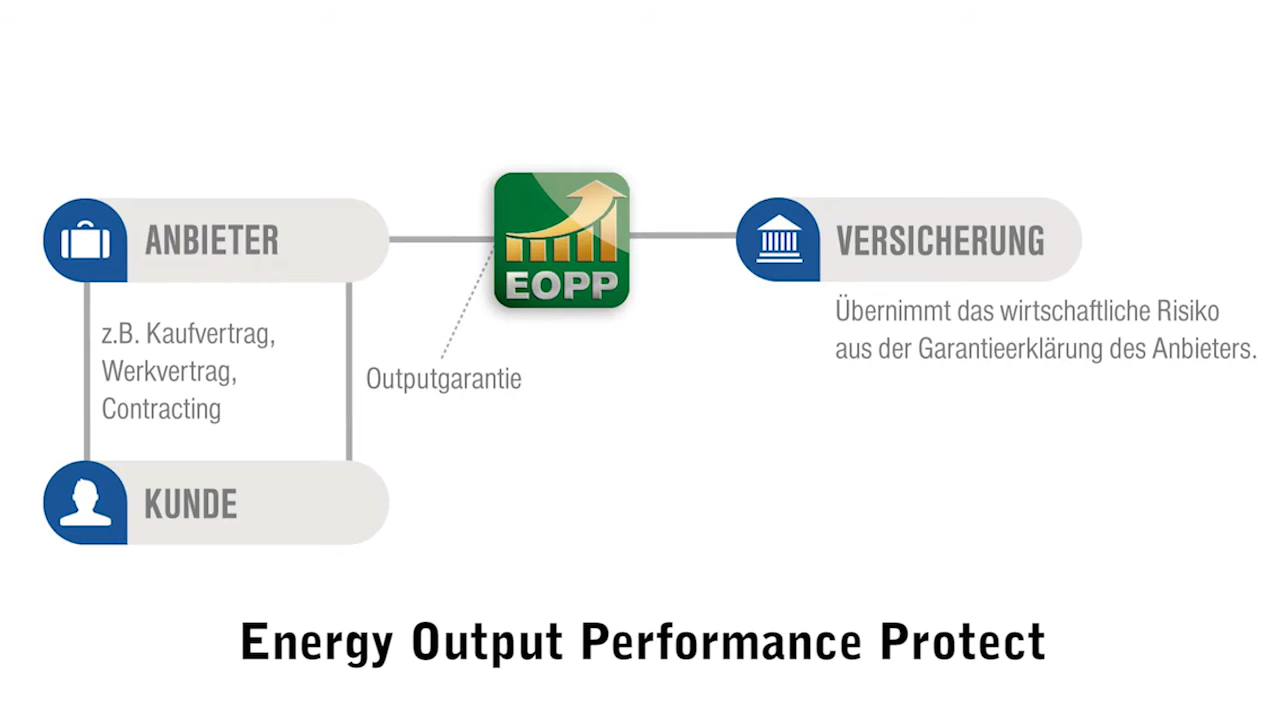 ANBIETER
EOPP
VERSICHERUNG
z.B. Kaufvertrag,
Werkvertrag,
Contracting
Outputgarantie
Übernimmt das wirtschaftliche Risiko
aus der Garantieerklärung des Anbieters.
KUNDE
Energy Output Performance Protect